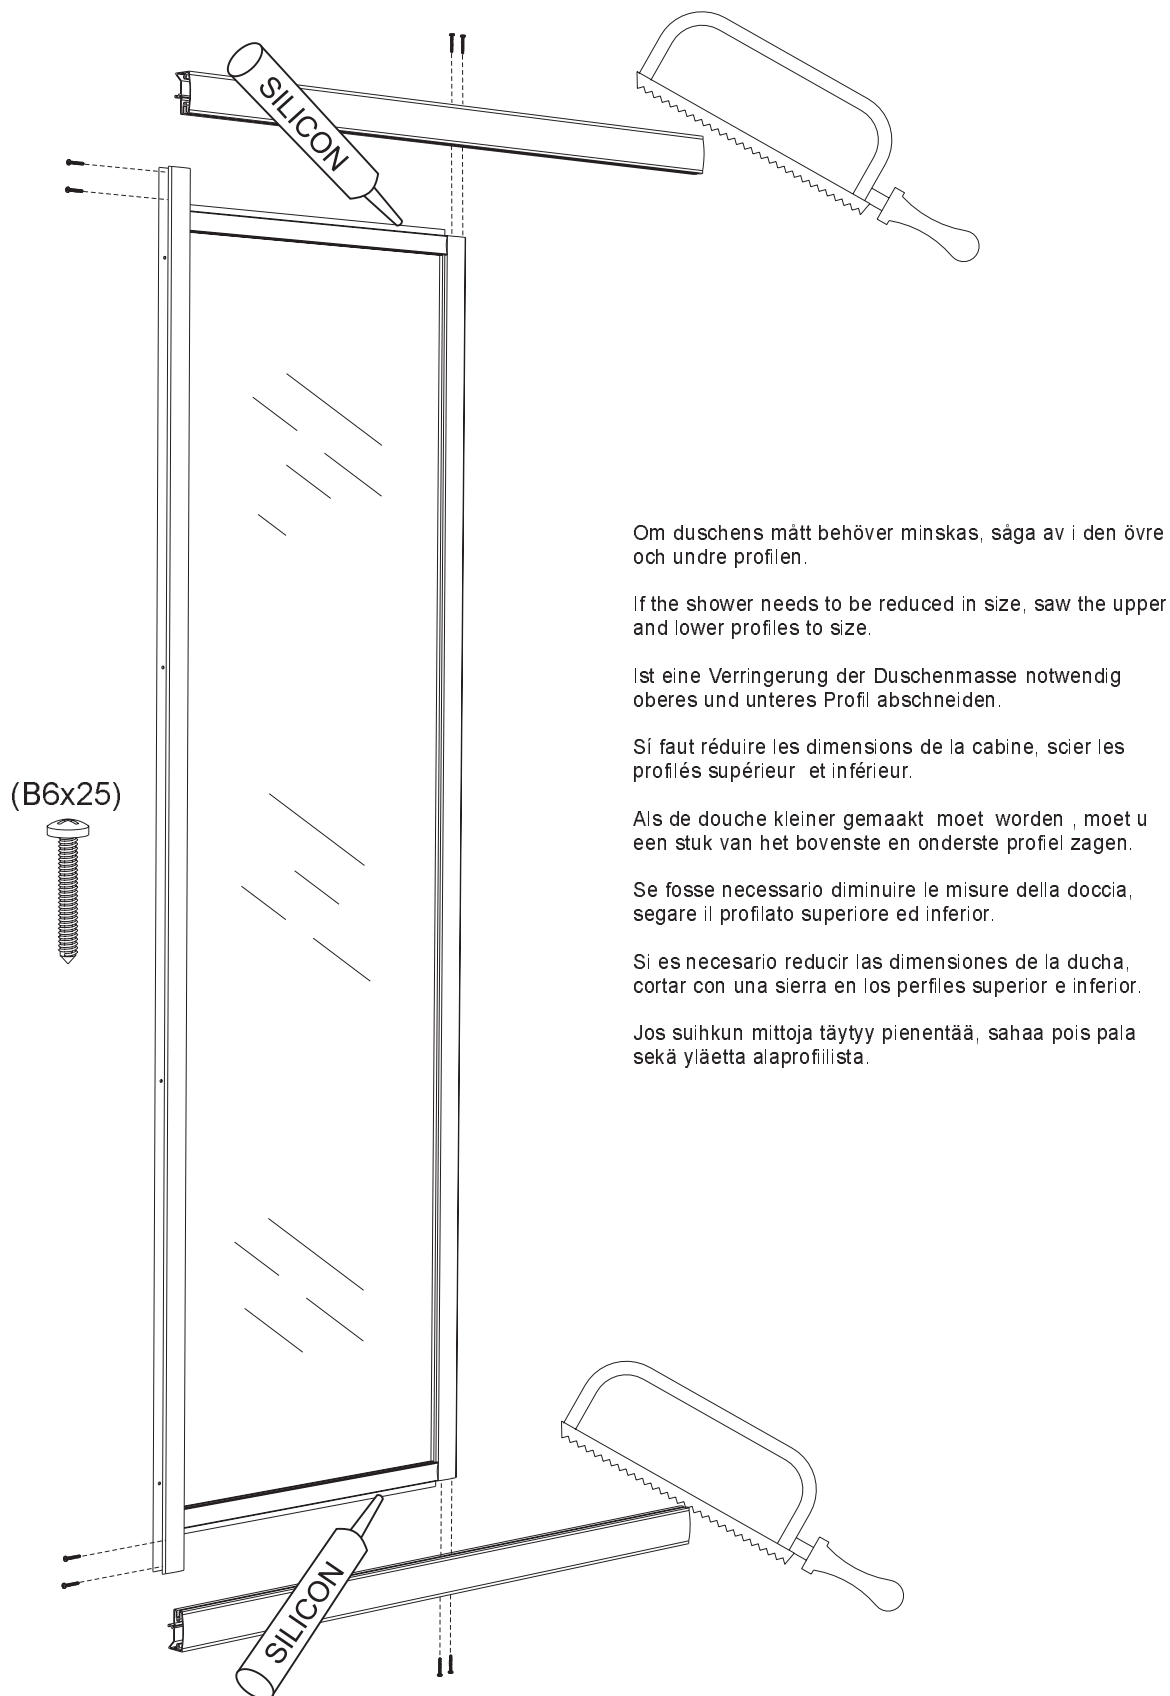 SILICON
Om duschens mått behöver minskas, såga av i den övre
och undre profilen.
If the shower needs to be reduced in size, saw the upper
and lower profiles to size.
Ist eine Verringerung der Duschenmasse notwendig
oberes und unteres Profil abschneiden.
Sí faut réduire les dimensions de la cabine, scier les
profilés supérieur et inférieur.
(B6x25)
Als de douche kleiner gemaakt moet worden , moet u
een stuk van het bovenste en onderste profiel zagen.
Se fosse necessario diminuire le misure della doccia,
segare il profilato superiore ed inferior.
Si es necesario reducir las dimensiones de la ducha,
cortar con una sierra en los perfiles superior e inferior.
Jos suihkun mittoja täytyy pienentää, sahaa pois pala
sekä yläetta alaprofiilista.
SILICON